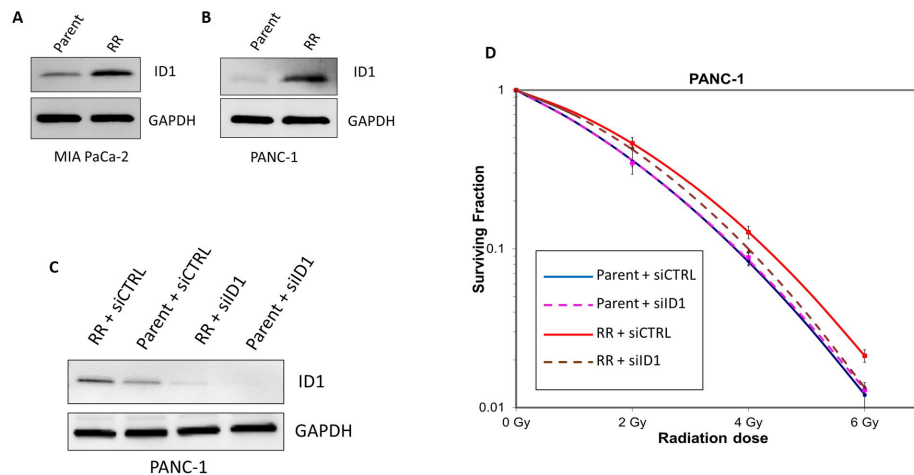 A
Parent
RR
ID1
GAPDH
MIA PaCa-2
B
Parent
RR
ID1
GAPDH
PANC-1
C
RR + siCTRL
Parent + siCTRL
RR + siID1
Parent + siID1
ID1
GAPDH
PANC-1
D
PANC-1
Surviving Fraction
1
0.1
0.01
Parent + siCTRL
Parent + siID1
RR + siCTRL
RR + siID1
0 Gy 2 Gy 4 Gy 6 Gy
Radiation dose